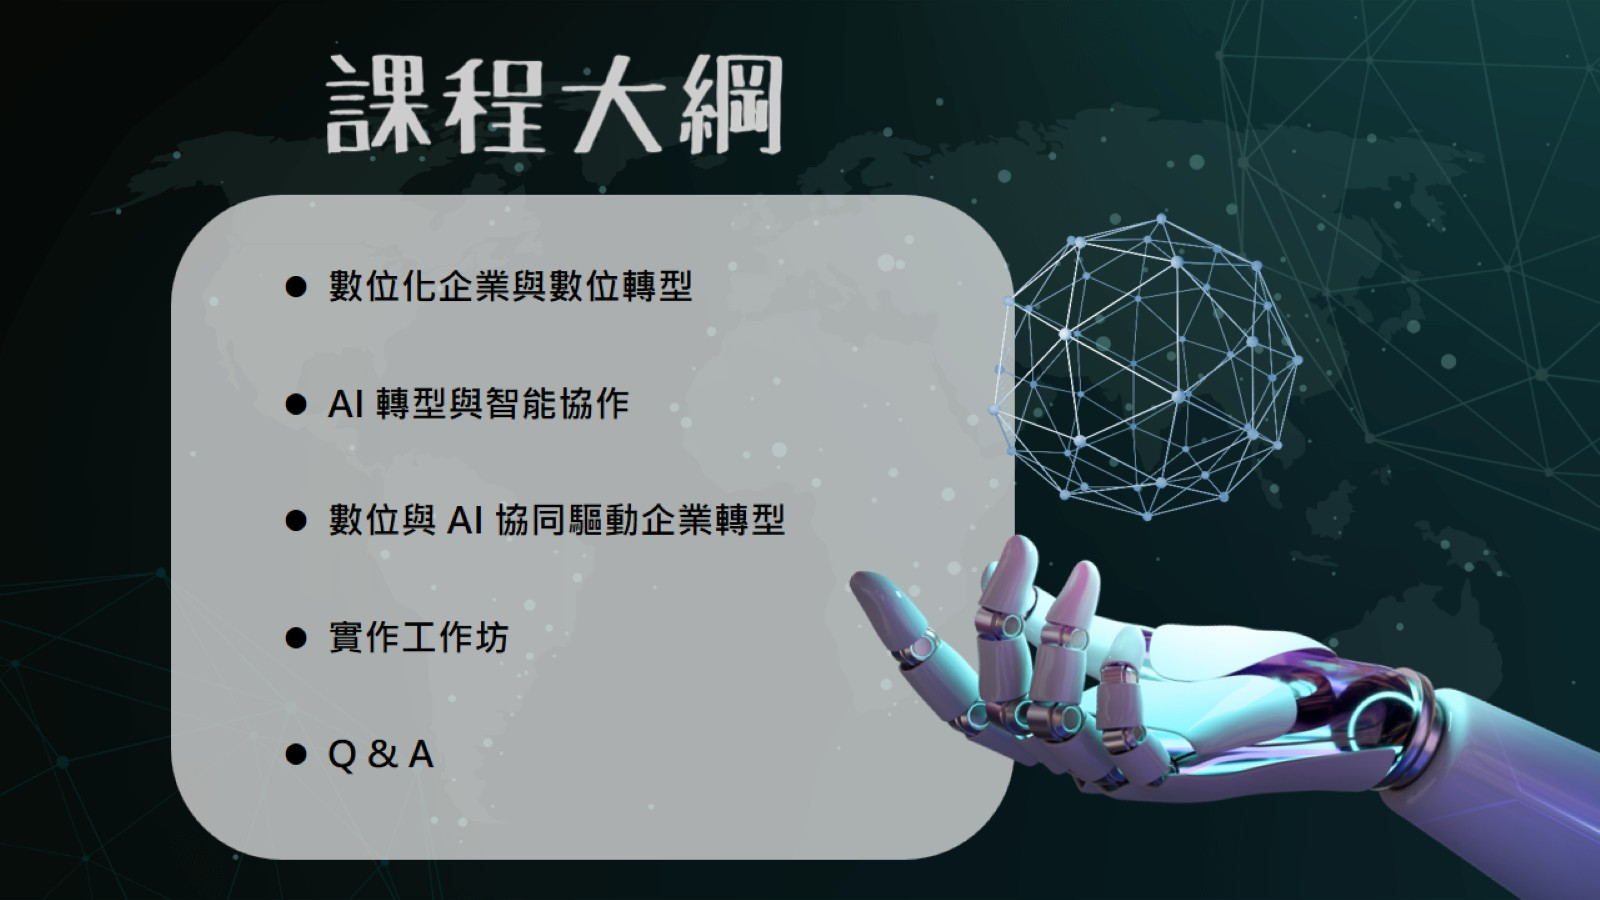 課程大綱
● 數位化企業與數位轉型
● AI 轉型與智能協作
● 數位與 AI 協同驅動企業轉型
● 實作工作坊
● Q & A